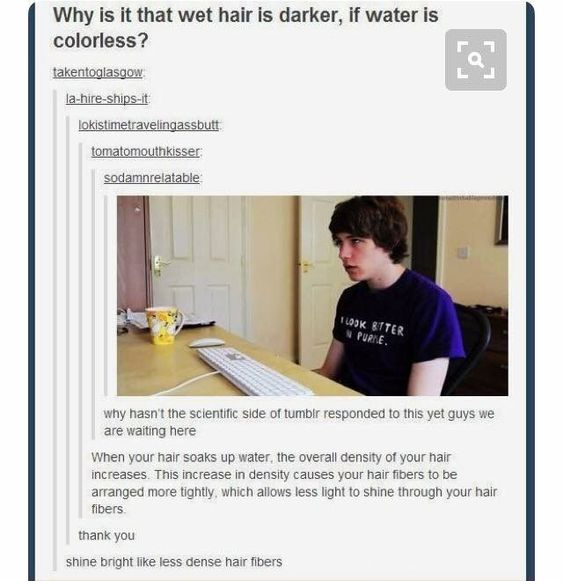 Why is it that wet hair is darker, if water is
colorless?
takentoglasgow:
la-hire-ships-it:
lokistimetravelingassbutt:
tomatomouthkisser:
sodamnrelatable:
I LOOK BETTER
IN PURPLE.
why hasn't the scientific side of tumblr responded to this yet guys we
are waiting here
When your hair soaks up water, the overall density of your hair
increases. This increase in density causes your hair fibers to be
arranged more tightly, which allows less light to shine through your hair
fibers.
thank you
shine bright like less dense hair fibers